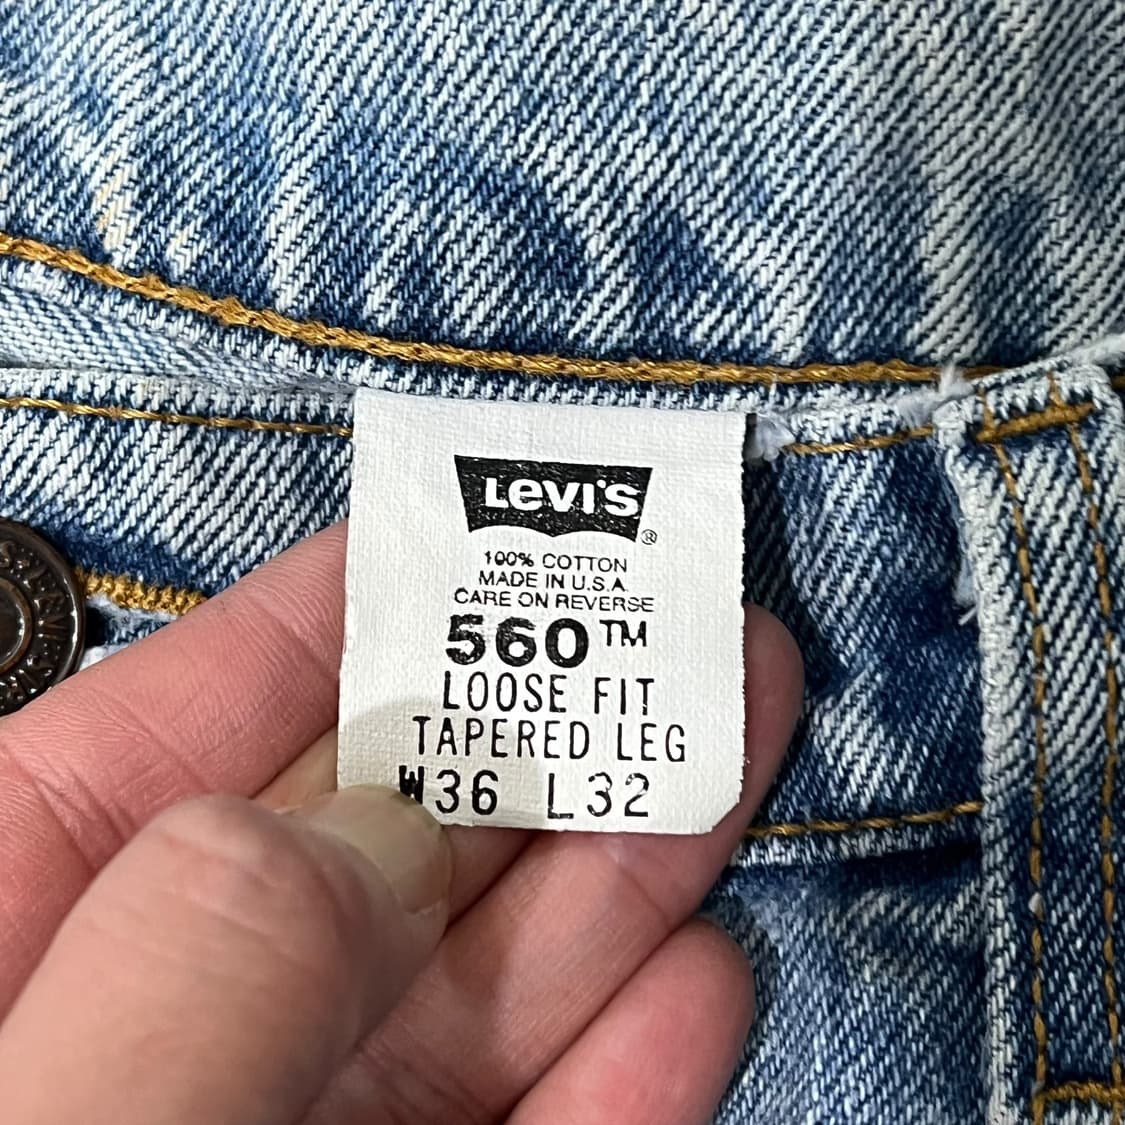 LEVI'S
®
100% COTTON
MADE IN U.S.A.
CARE ON REVERSE
560™
LOOSE FIT
TAPERED LEG
W36 L32